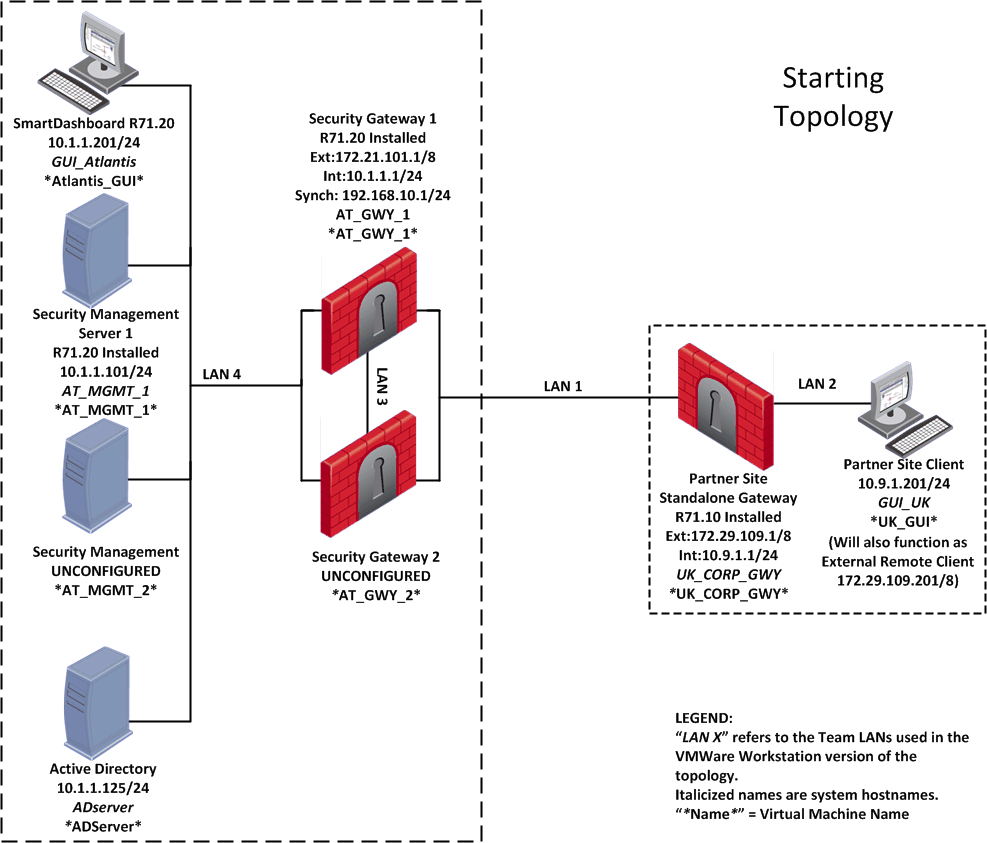 Starting
Topology
SmartDashboard R71.20
10.1.1.201/24
GUI_Atlantis
*Atlantis_GUI*
Security Management
Server 1
R71.20 Installed
10.1.1.101/24
AT_MGMT_1
*AT_MGMT_1*
Security Management
UNCONFIGURED
*AT_MGMT_2*
Active Directory
10.1.1.125/24
ADserver
*ADServer*
LAN 4
Security Gateway 1
R71.20 Installed
Ext:172.21.101.1/8
Int:10.1.1.1/24
Synch: 192.168.10.1/24
AT_GWY_1
*AT_GWY_1*
LAN 3
Security Gateway 2
UNCONFIGURED
*AT_GWY_2*
LAN 1
Partner Site
Standalone Gateway
R71.10 Installed
Ext:172.29.109.1/8
Int:10.9.1.1/24
UK_CORP_GWY
*UK_CORP_GWY*
LAN 2
Partner Site Client
10.9.1.201/24
GUI_UK
*UK_GUI*
(Will also function as
External Remote Client
172.29.109.201/8)
LEGEND:
“LAN X” refers to the Team LANs used in the
VMWare Workstation version of the
topology.
Italicized names are system hostnames.
“*Name*” = Virtual Machine Name